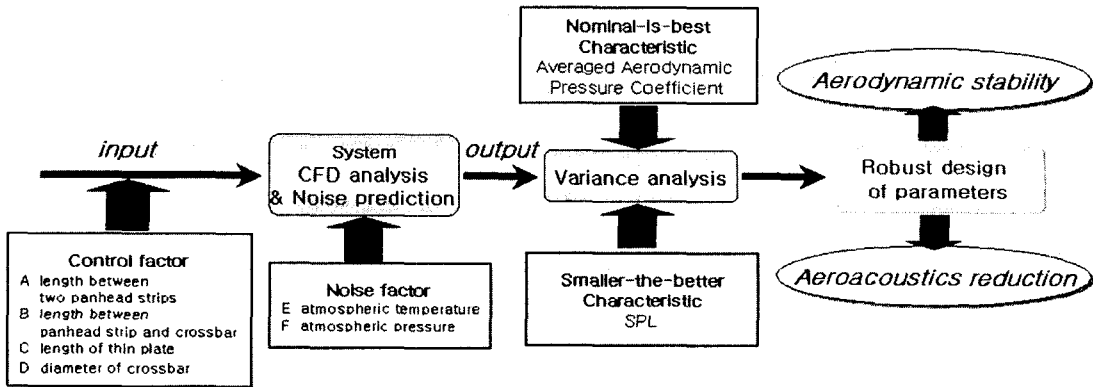 input
Control factor
A length between
two panhead strips
B length between
panhead strip and crossbar
C length of thin plate
D diameter of crossbar
System
CFD analysis
& Noise prediction
Noise factor
E atmospheric temperature
F atmospheric pressure
output
Nominal-is-best
Characteristic
Averaged Aerodynamic
Pressure Coefficient
Variance analysis
Smaller-the-better
Characteristic
SPL
Robust design
of parameters
Aerodynamic stability
Aeroacoustics reduction